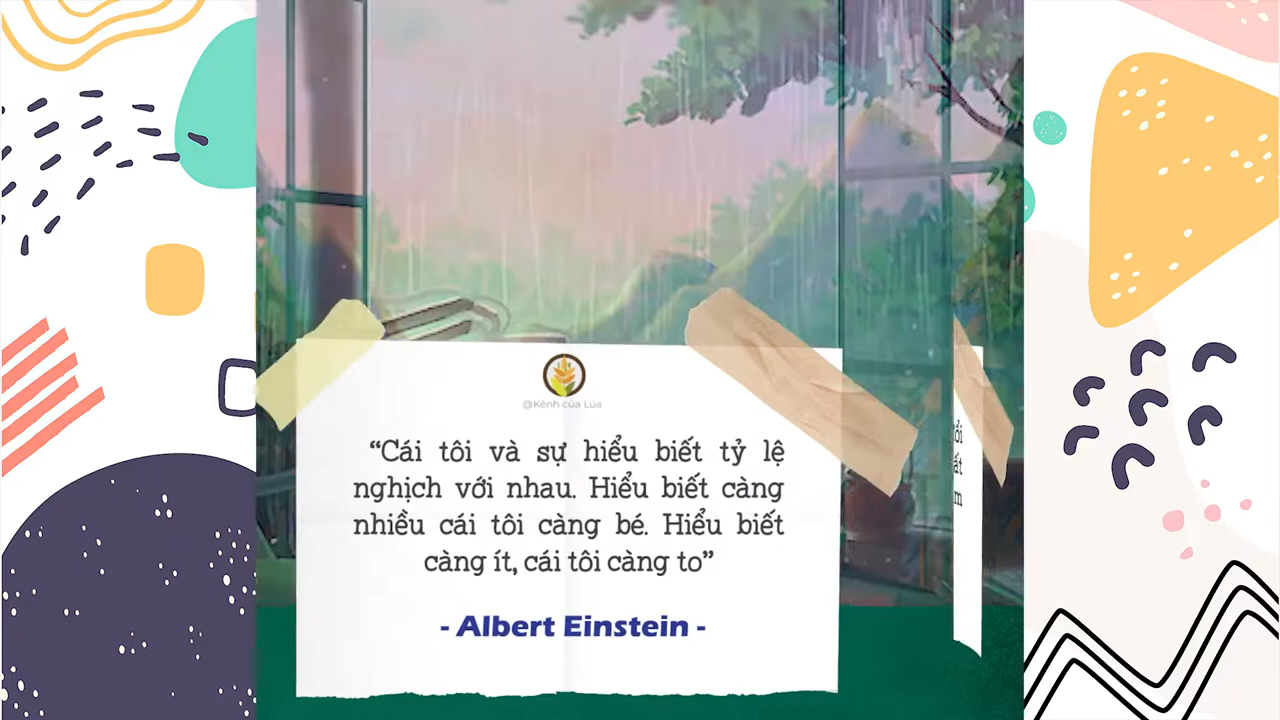 @Kênh của Lúa
“Cái tôi và sự hiểu biết tỷ lệ
nghịch với nhau. Hiểu biết càng
nhiều cái tôi càng bé. Hiểu biết
càng ít, cái tôi càng to”
- Albert Einstein -